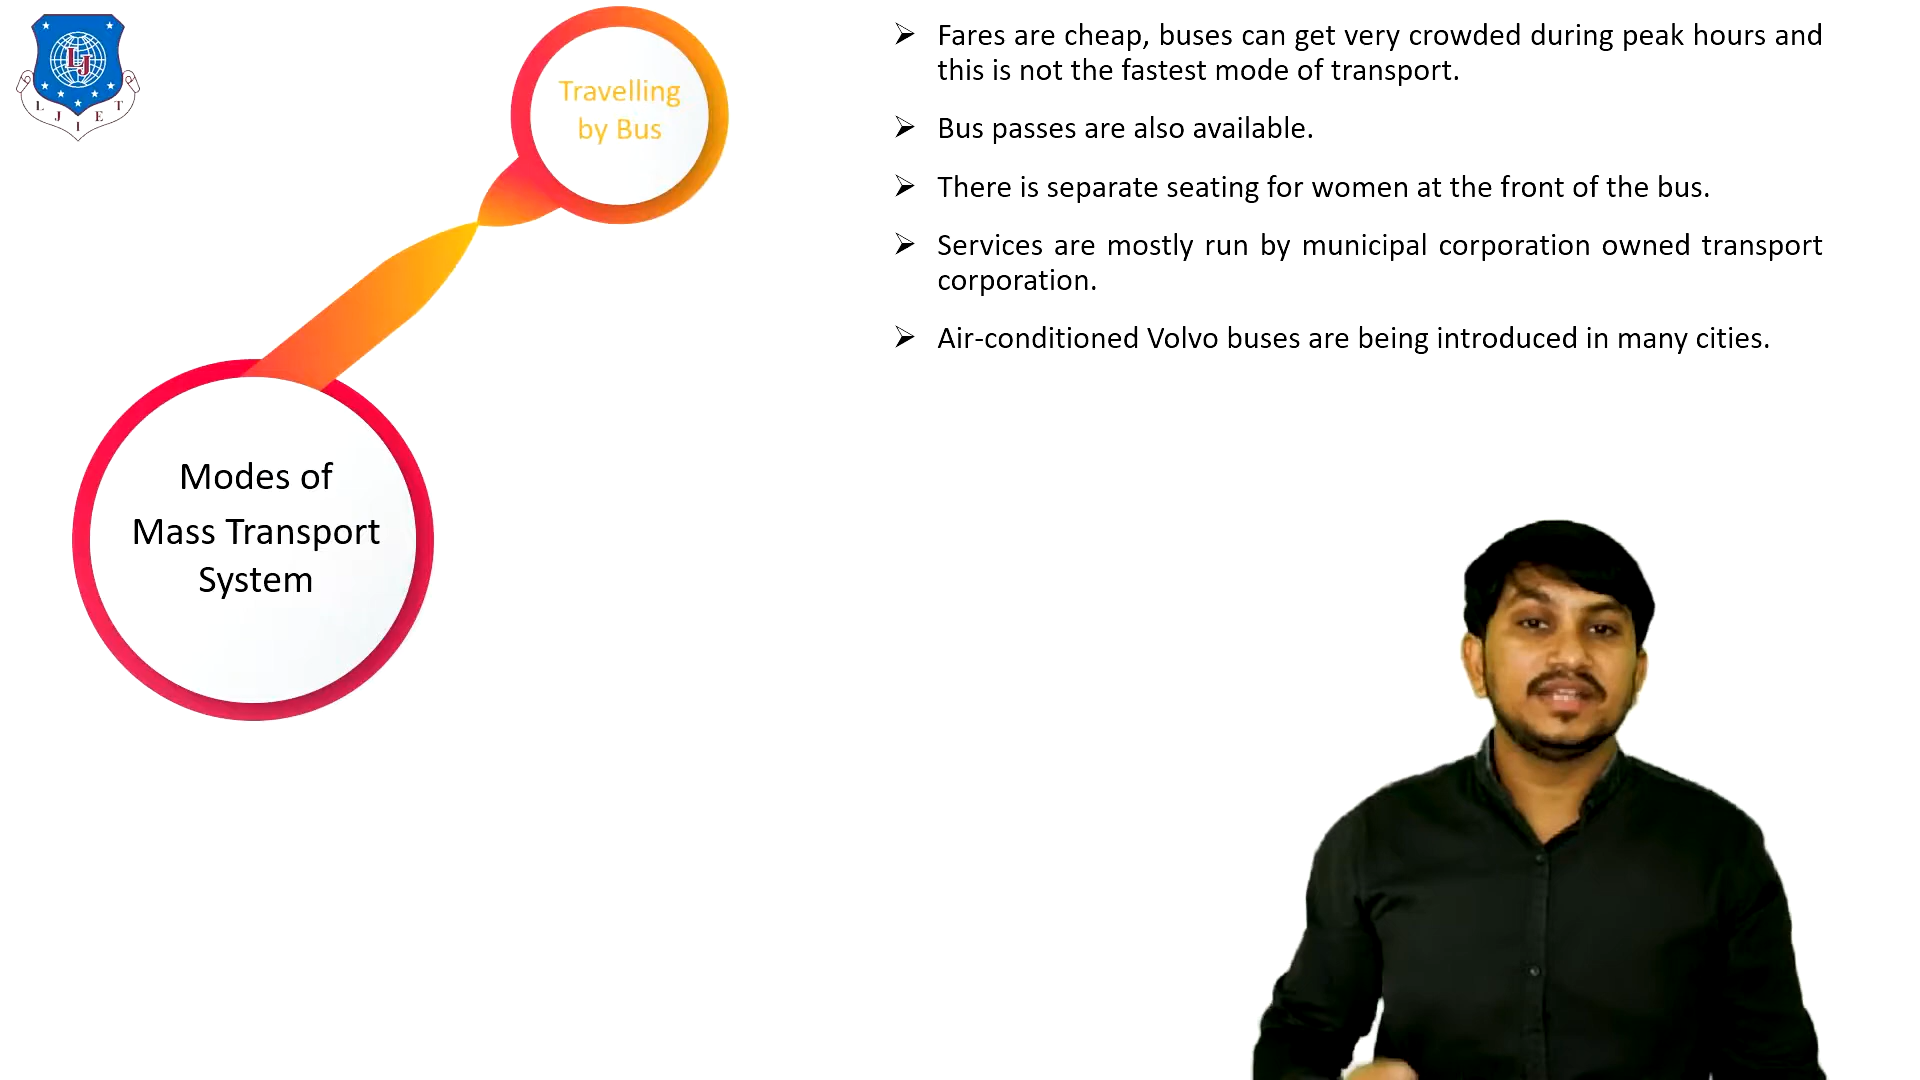 LJ
L J I E T
Travelling
by Bus
Modes of
Mass Transport
System
Fares are cheap, buses can get very crowded during peak hours and
this is not the fastest mode of transport.
Bus passes are also available.
There is separate seating for women at the front of the bus.
Services are mostly run by municipal corporation owned transport
corporation.
Air-conditioned Volvo buses are being introduced in many cities.